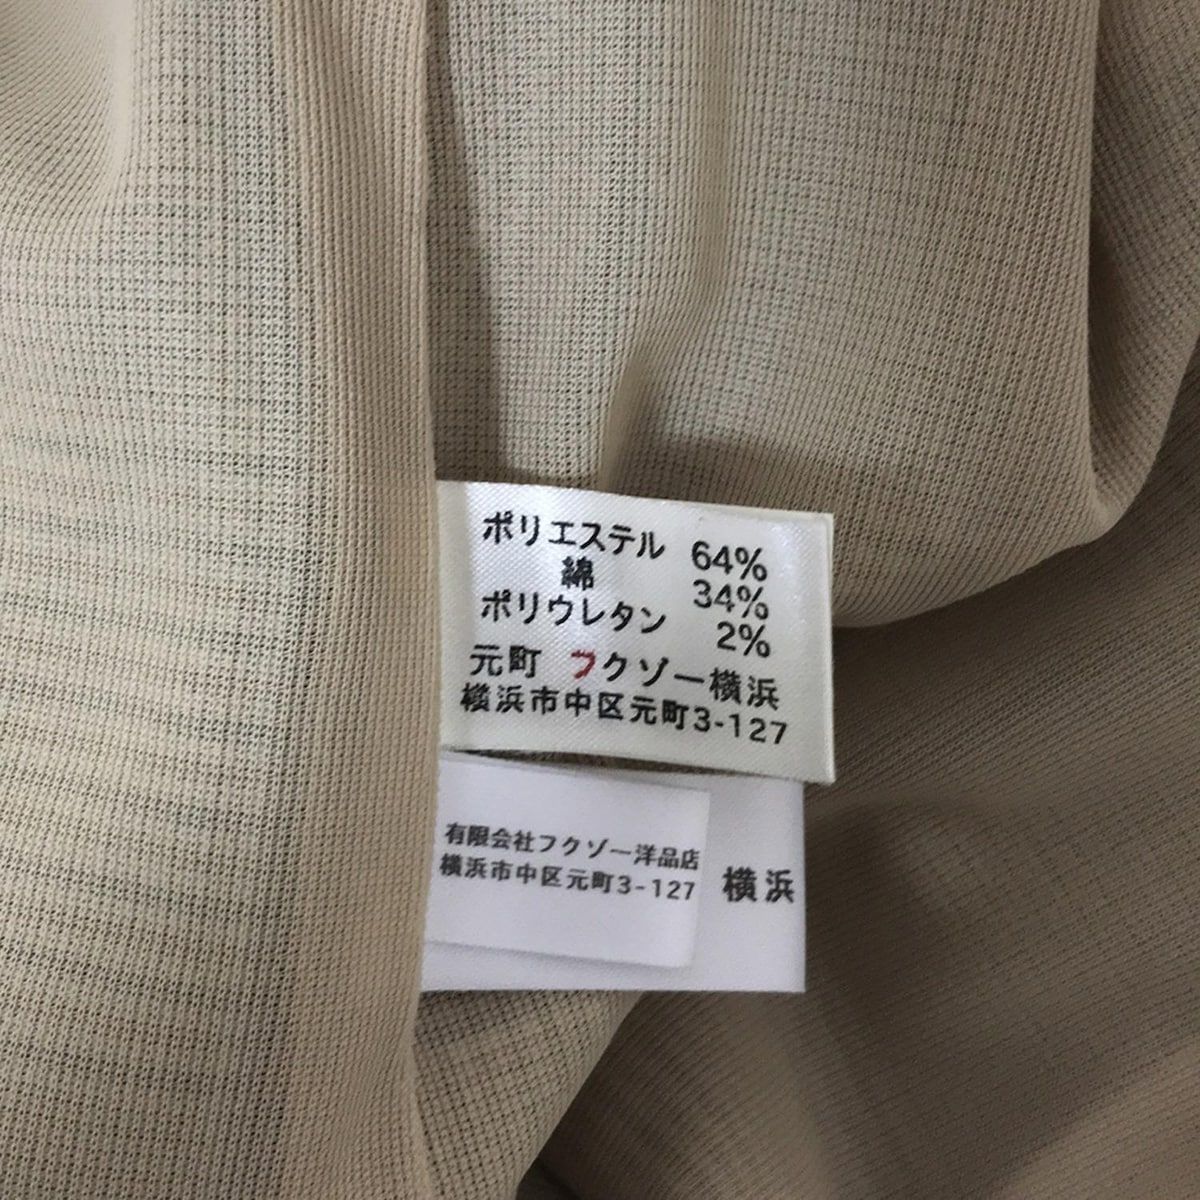 ポリエステル 64%
綿 34%
ポリウレタン 2%
元町 フクゾー横浜
横浜市中区元町3-127
有限会社フクゾー洋品店
横浜市中区元町3-127
横浜